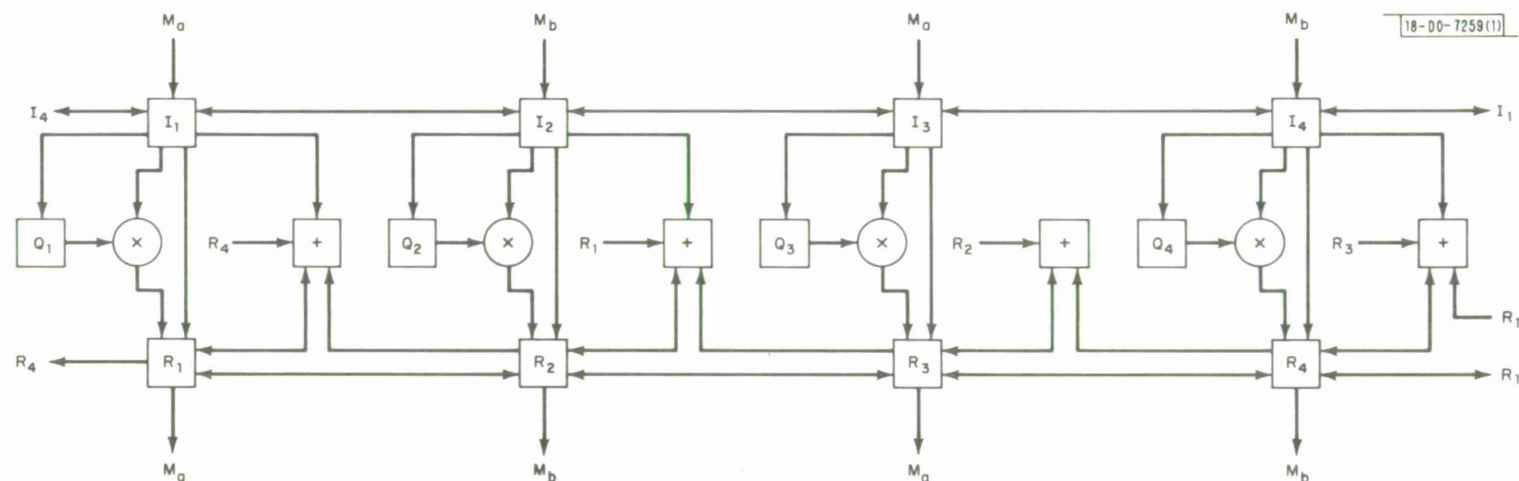 18-DO-7259(1)
Ma Mb Ma Mb
I4 I1 I2 I3 I4 I1
Q1 × R4 + Q2 × R1 + Q3 × R2 + Q4 × R3 +
R1
R4 R1 R2 R3 R4 R1
Ma Mb Ma Mb